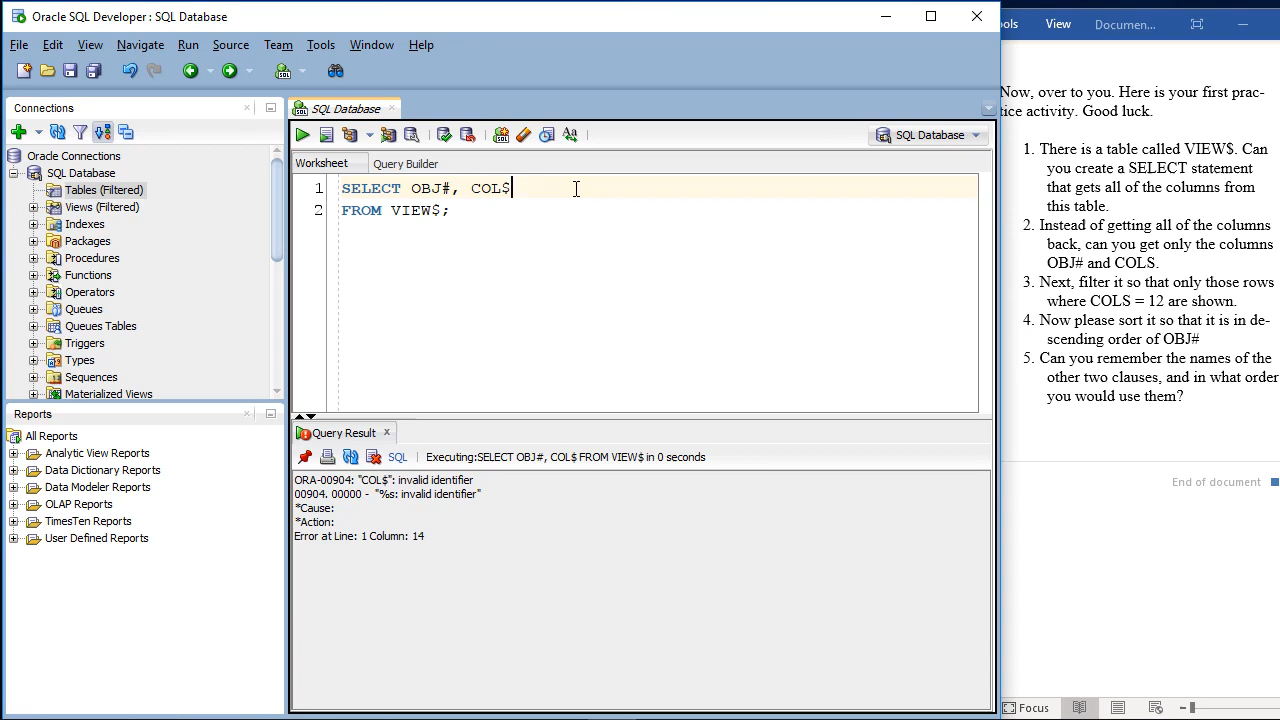 Oracle SQL Developer : SQL Database
ols View Documen...
File Edit View Navigate Run Source Team Tools Window Help
Connections
SQL Database
SQL Database
Worksheet Query Builder
Oracle Connections
SQL Database
Tables (Filtered)
Views (Filtered)
Indexes
Packages
Procedures
Functions
Operators
Queues
Queues Tables
Triggers
Types
Sequences
Materialized Views
1 SELECT OBJ#, COL$
2 FROM VIEW$;
Reports
All Reports
Analytic View Reports
Data Dictionary Reports
Data Modeler Reports
OLAP Reports
TimesTen Reports
User Defined Reports
Query Result
SQL Executing:SELECT OBJ#, COL$ FROM VIEW$ in 0 seconds
ORA-00904: "COL$": invalid identifier
00904. 00000 - "%s: invalid identifier"
*Cause:
*Action:
Error at Line: 1 Column: 14
Now, over to you. Here is your first prac-
tice activity. Good luck.
1. There is a table called VIEW$. Can
you create a SELECT statement
that gets all of the columns from
this table.
2. Instead of getting all of the columns
back, can you get only the columns
OBJ# and COLS.
3. Next, filter it so that only those rows
where COLS = 12 are shown.
4. Now please sort it so that it is in de-
scending order of OBJ#
5. Can you remember the names of the
other two clauses, and in what order
you would use them?
End of document
Focus